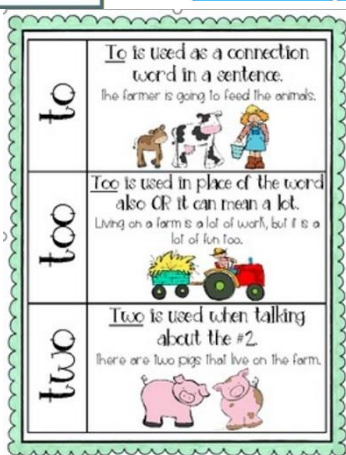 to
To is used as a connection
word in a sentence.
The farmer is going to feed the animals.
too
Too is used in place of the word
also OR it can mean a lot.
Living on a farm is a lot of work, but it is a
lot of fun too.
two
Two is used when talking
about the #2.
There are two pigs that live on the farm.